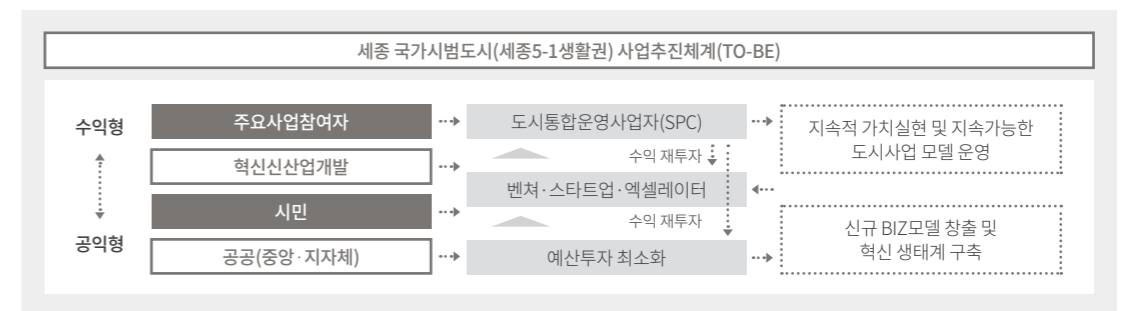 세종 국가시범도시(세종5-1생활권) 사업추진체계(TO-BE)
수익형
공익형
주요사업참여자
혁신신산업개발
시민
공공(중앙·지자체)
도시통합운영사업자(SPC)
수익 재투자
벤쳐·스타트업·엑셀레이터
수익 재투자
예산투자 최소화
지속적 가치실현 및 지속가능한
도시사업 모델 운영
신규 BIZ모델 창출 및
혁신 생태계 구축